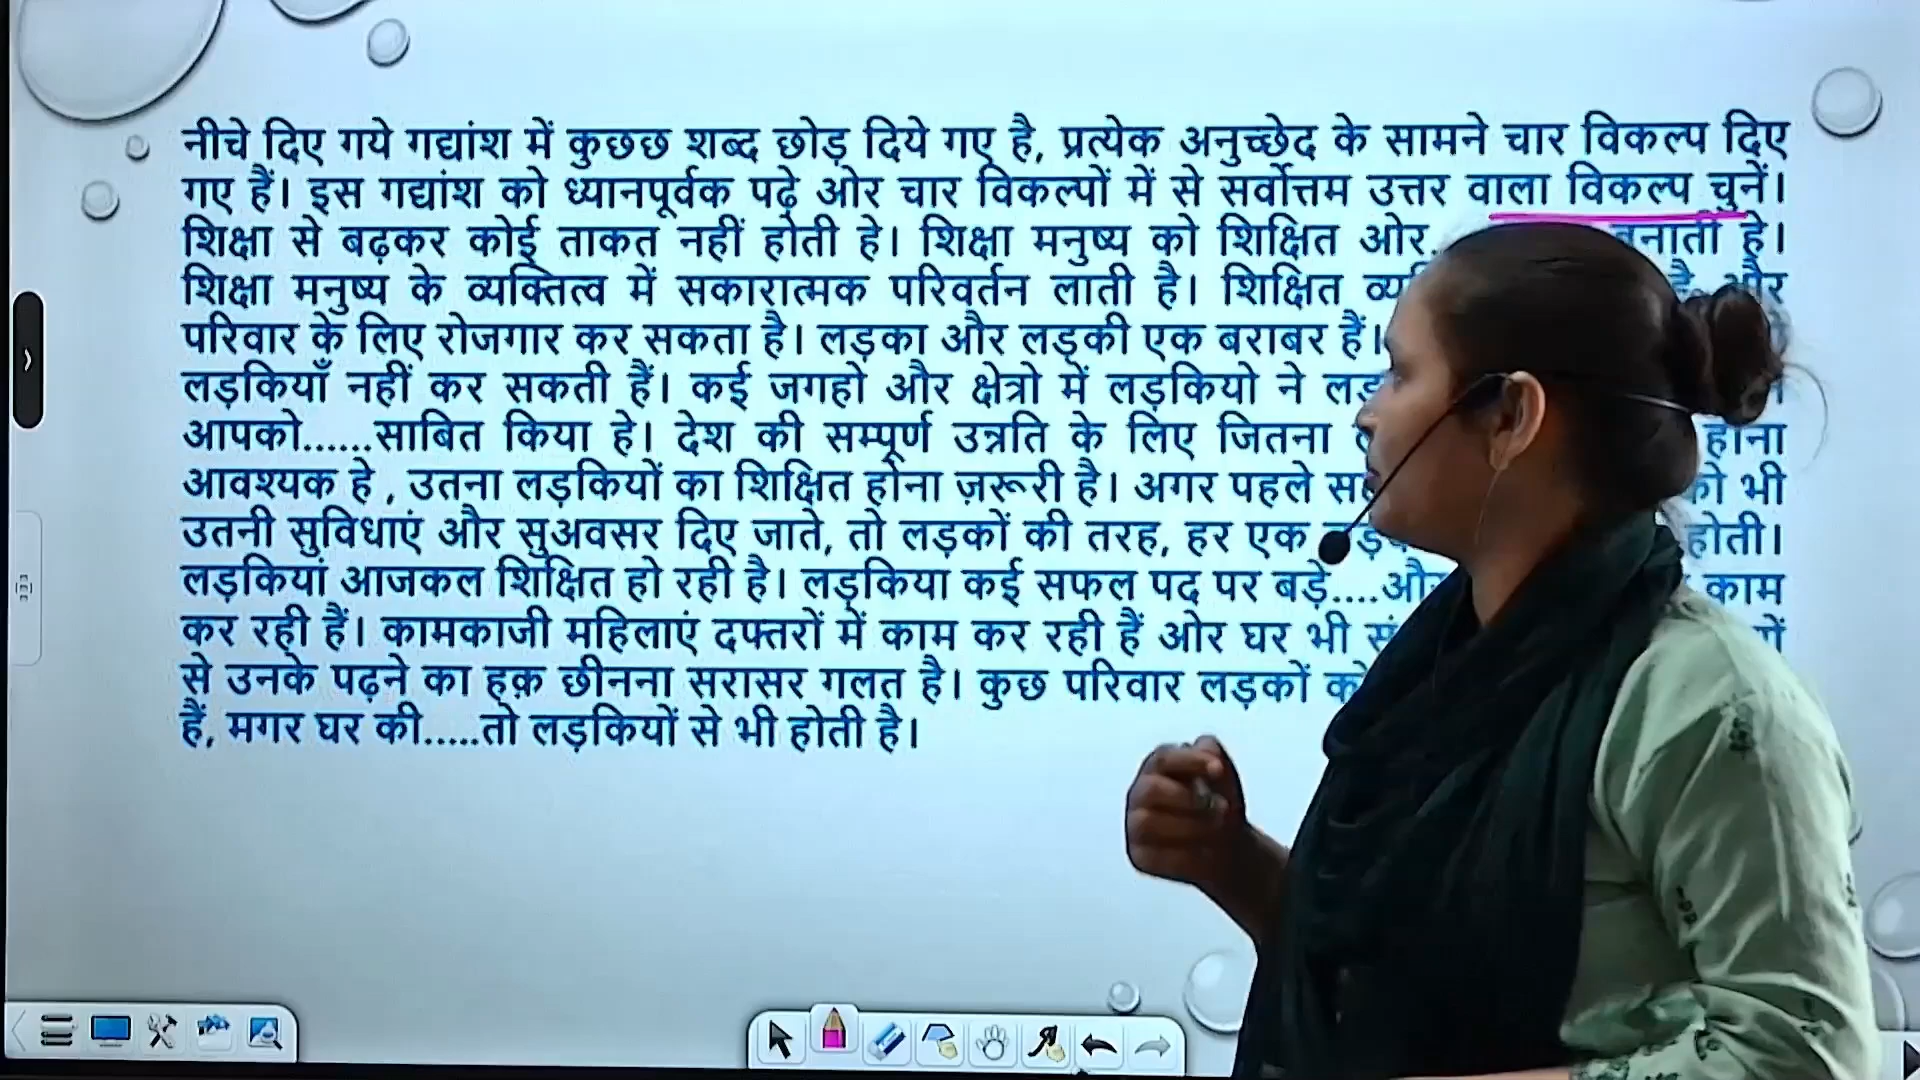 नीचे दिए गये गद्यांश में कुछछ शब्द छोड़ दिये गए है, प्रत्येक अनुच्छेद के सामने चार विकल्प दिए
गए हैं। इस गद्यांश को ध्यानपूर्वक पढ़े ओर चार विकल्पों में से सर्वोत्तम उत्तर वाला विकल्प चुनें।
शिक्षा से बढ़कर कोई ताकत नहीं होती हे। शिक्षा मनुष्य को शिक्षित ओर. बनाती हे।
शिक्षा मनुष्य के व्यक्तित्व में सकारात्मक परिवर्तन लाती है। शिक्षित है, और
परिवार के लिए रोजगार कर सकता है। लड़का और लड़की एक बराबर हैं।
लड़कियाँ नहीं कर सकती हैं। कई जगहो और क्षेत्रो में लड़कियो ने
आपको......साबित किया हे। देश की सम्पूर्ण उन्नति के लिए जितना होना
आवश्यक हे , उतना लड़कियों का शिक्षित होना ज़रूरी है। अगर पहले को भी
उतनी सुविधाएं और सुअवसर दिए जाते, तो लड़कों की तरह, हर एक होती।
लड़कियां आजकल शिक्षित हो रही है। लड़किया कई सफल पद पर बड़े.... काम
कर रही हैं। कामकाजी महिलाएं दफ्तरों में काम कर रही हैं ओर घर भी
से उनके पढ़ने का हक़ छीनना सरासर गलत है। कुछ परिवार लड़कों
हैं, मगर घर की.....तो लड़कियों से भी होती है।